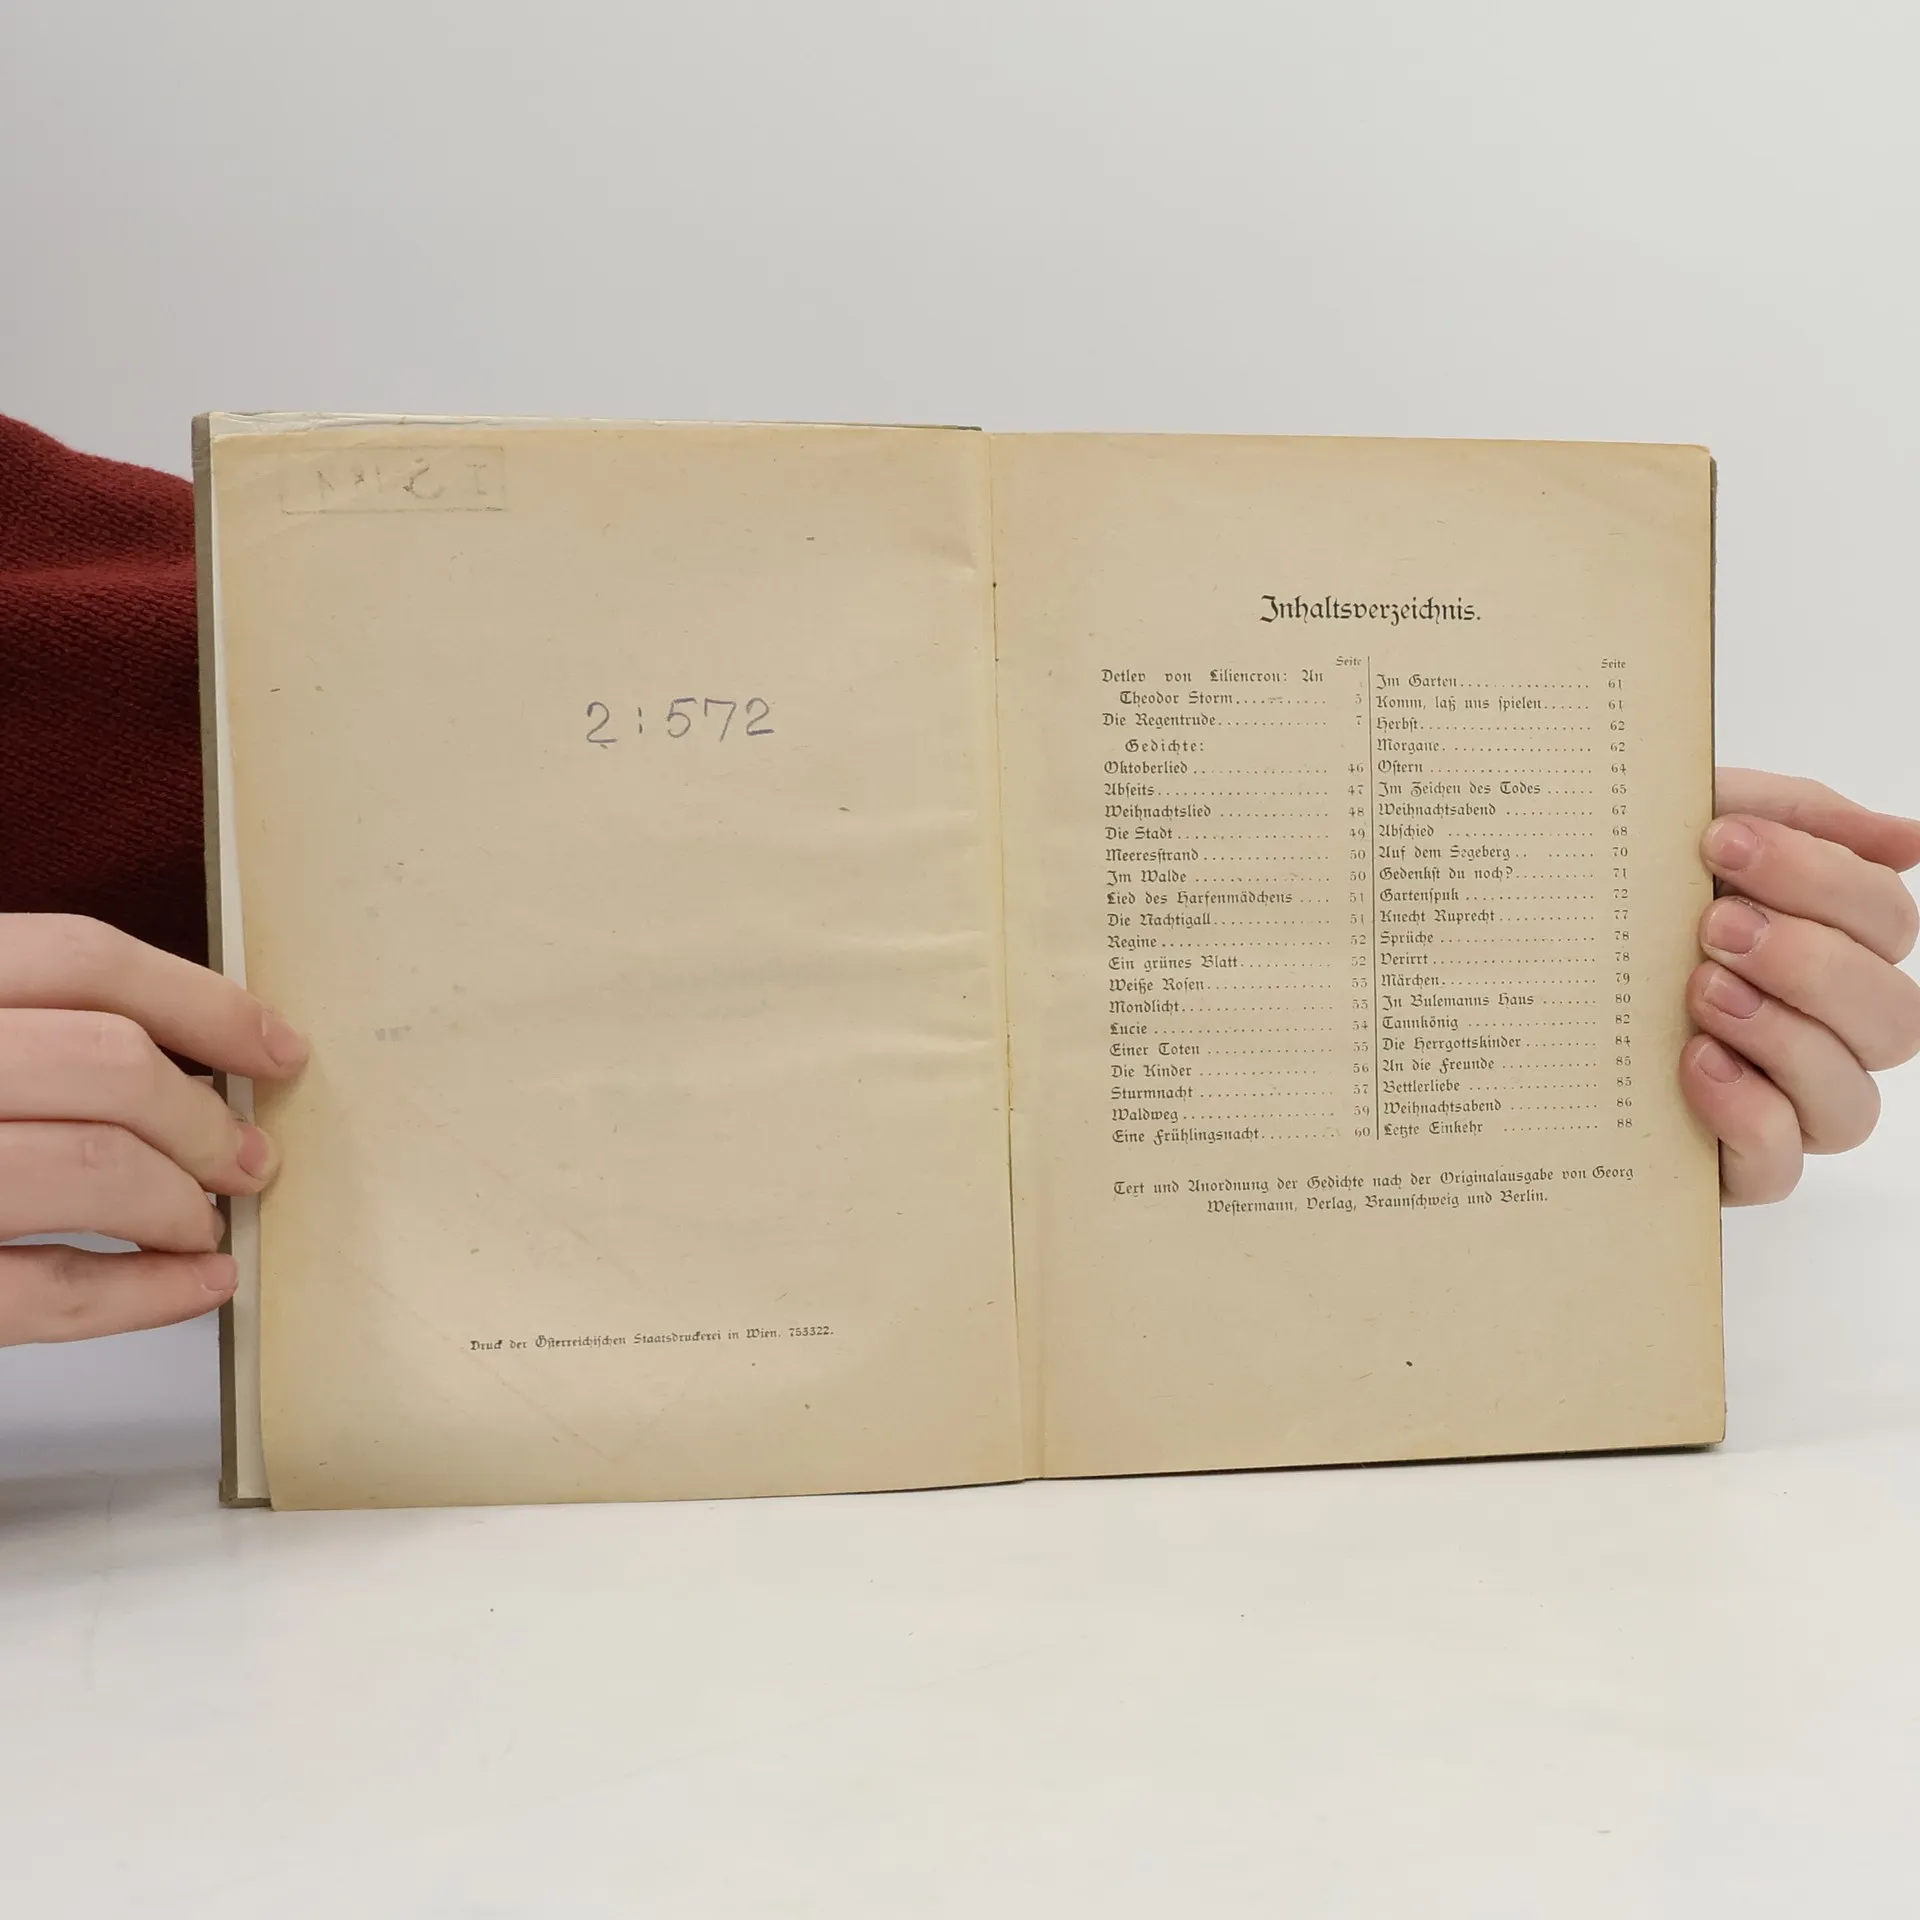 2:572
Druck der Österreichischen Staatsdruckerei in Wien. 753322.
Inhaltsverzeichnis.
Seite
Detlev von Liliencron: An
Theodor Storm.......... 5
Die Regentrude............. 7
Gedichte:
Oktoberlied ................ 46
Abseits.................... 47
Weihnachtslied ............. 48
Die Stadt .................. 49
Meeresstrand ............... 50
Im Walde ................ 50
Lied des Harfenmädchens .... 51
Die Nachtigall.............. 51
Regine .................... 52
Ein grünes Blatt........... 52
Weiße Rosen............... 53
Mondlicht.................. 53
Lucie ..................... 54
Einer Toten ............... 55
Die Kinder .............. 56
Sturmnacht ................ 57
Waldweg.................. 59
Eine Frühlingsnacht......... 60
Seite
Im Garten................ 61
Komm, laß uns spielen...... 61
Herbst.................... 62
Morgane. ................. 62
Ostern ................... 64
Im Zeichen des Todes ...... 65
Weihnachtsabend ........... 67
Abschied ................. 68
Auf dem Segeberg .. ...... 70
Gedenkst du noch?.......... 71
Gartenspuk ................ 72
Knecht Ruprecht............ 77
Sprüche ................... 78
Verirrt .................... 78
Märchen................... 79
In Bulemanns Haus ....... 80
Tannkönig ................ 82
Die Herrgottskinder ......... 84
An die Freunde ............ 85
Bettlerliebe ................ 85
Weihnachtsabend ........... 86
Letzte Einkehr ............ 88
Text und Anordnung der Gedichte nach der Originalausgabe von Georg
Westermann, Verlag, Braunschweig und Berlin.